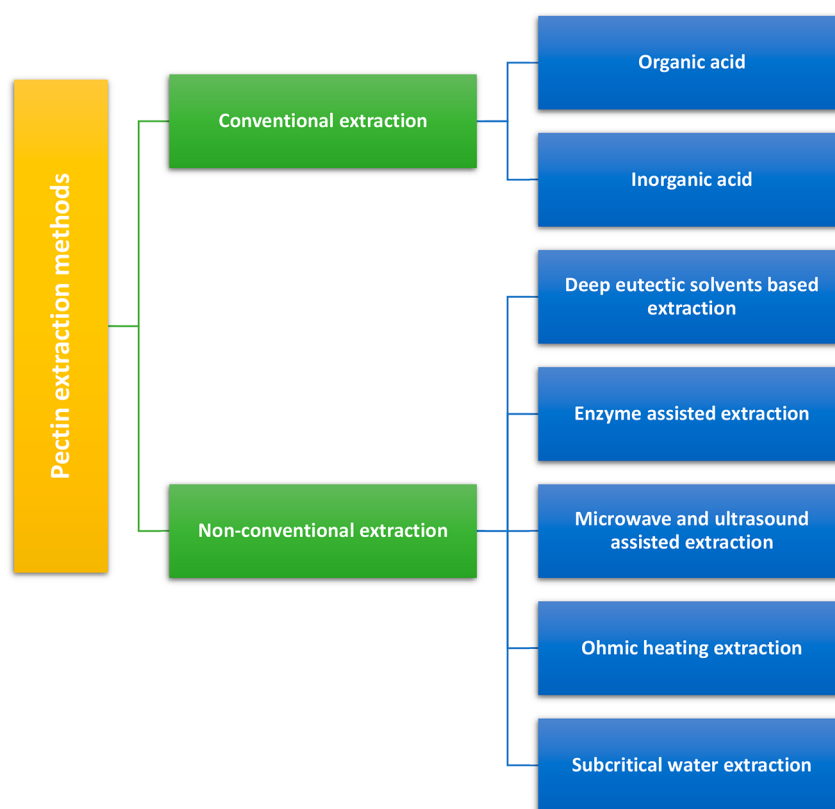 Pectin extraction methods
Conventional extraction
Organic acid
Inorganic acid
Non-conventional extraction
Deep eutectic solvents based
extraction
Enzyme assisted extraction
Microwave and ultrasound
assisted extraction
Ohmic heating extraction
Subcritical water extraction